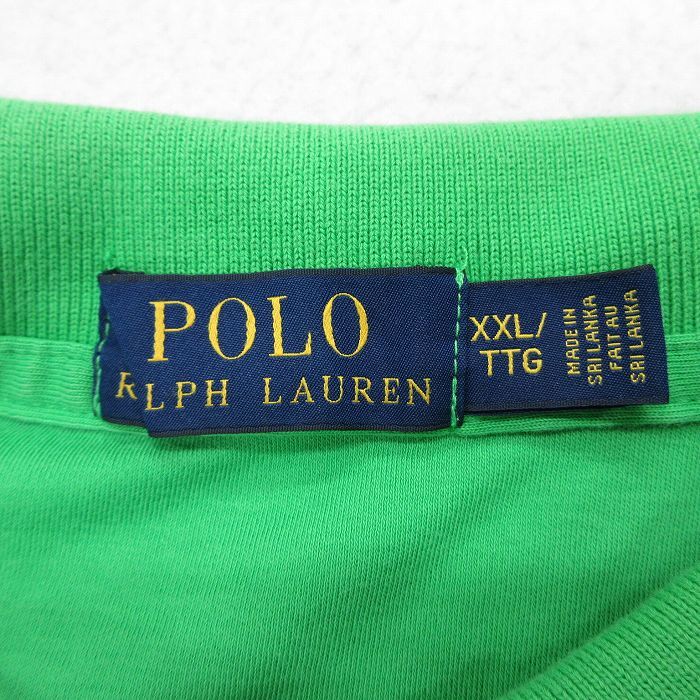 POLO
RALPH LAUREN
XXL/
TTG
MADE IN
SRI LANKA
FAIT AU
SRI LANKA